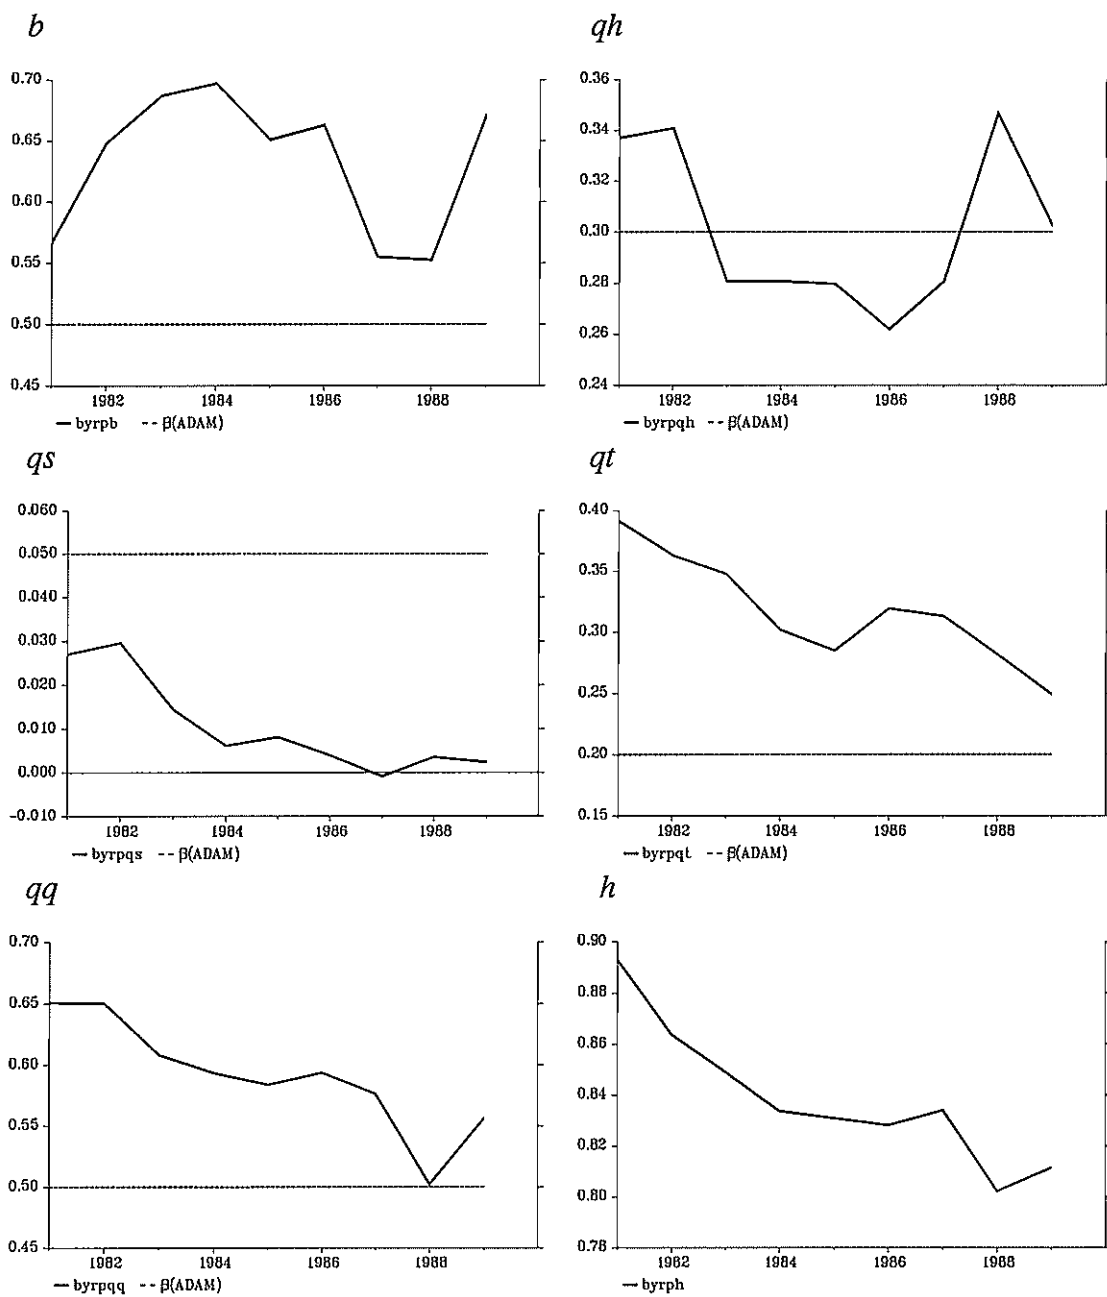 b
0.70
0.65
0.60
0.55
0.50
0.45
1982 1984 1986 1988
byrpb β(ADAM)
qh
0.36
0.34
0.32
0.30
0.28
0.26
0.24
1982 1984 1986 1988
byrpqh β(ADAM)
qs
0.060
0.050
0.040
0.030
0.020
0.010
0.000
-0.010
1982 1984 1986 1988
byrpqs β(ADAM)
qt
0.40
0.35
0.30
0.25
0.20
0.15
1982 1984 1986 1988
byrpqt β(ADAM)
qq
0.70
0.65
0.60
0.55
0.50
0.45
1982 1984 1986 1988
byrpqq β(ADAM)
h
0.90
0.88
0.86
0.84
0.82
0.80
0.78
1982 1984 1986 1988
byrph